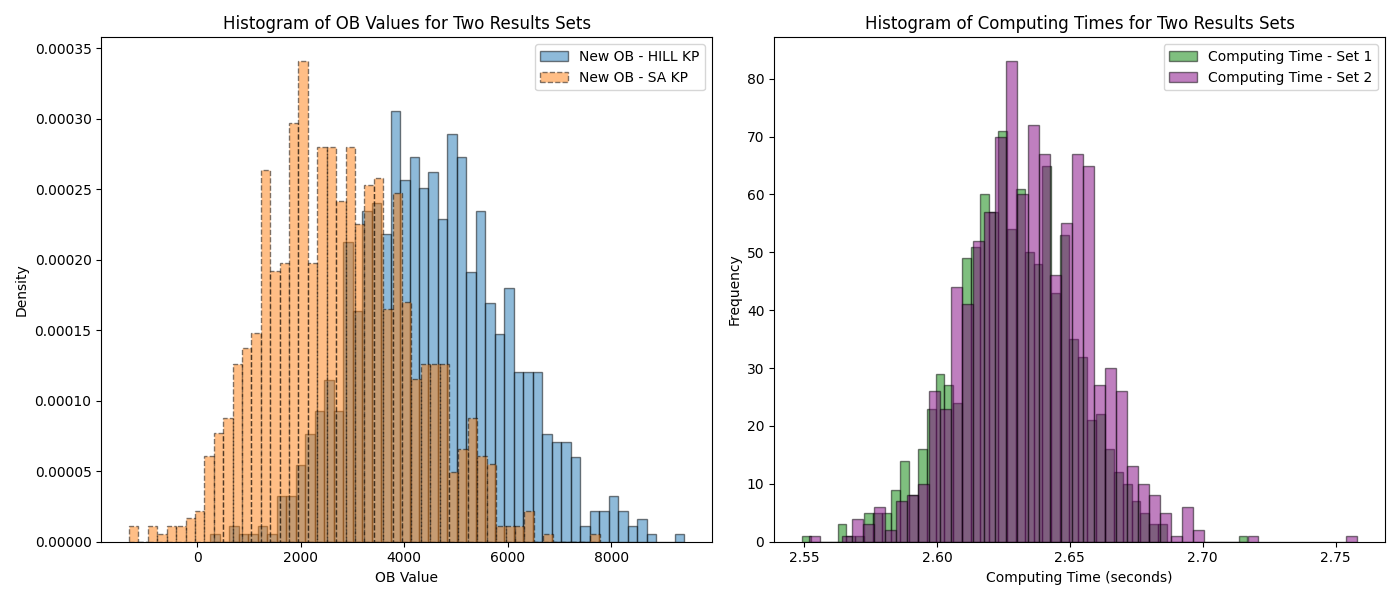 Histogram of OB Values for Two Results Sets
New OB - HILL KP
New OB - SA KP
Density
0.00035
0.00030
0.00025
0.00020
0.00015
0.00010
0.00005
0.00000
0 2000 4000 6000 8000
OB Value
Histogram of Computing Times for Two Results Sets
Computing Time - Set 1
Computing Time - Set 2
Frequency
80
70
60
50
40
30
20
10
0
2.55 2.60 2.65 2.70 2.75
Computing Time (seconds)